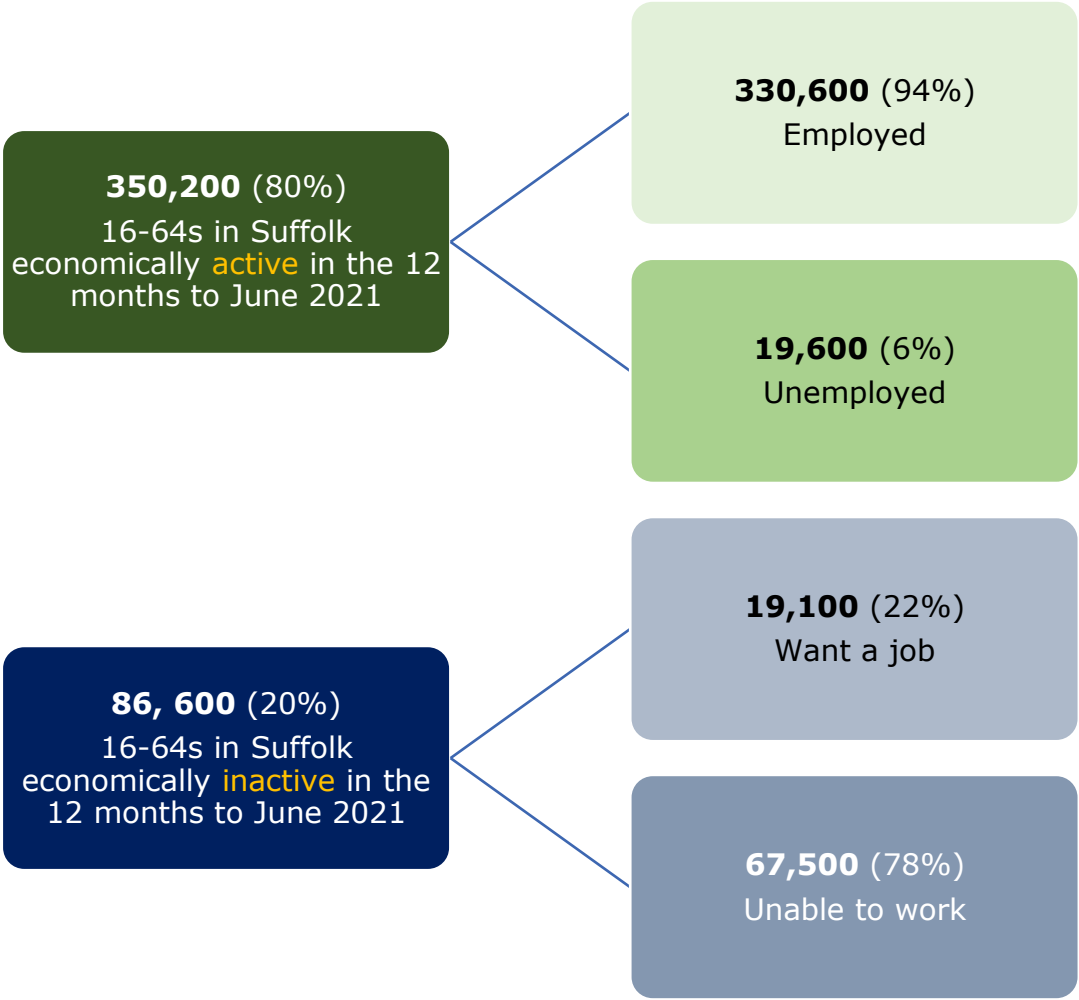 350,200 (80%)
16-64s in Suffolk
economically active in the 12
months to June 2021
330,600 (94%)
Employed
19,600 (6%)
Unemployed
86, 600 (20%)
16-64s in Suffolk
economically inactive in the
12 months to June 2021
19,100 (22%)
Want a job
67,500 (78%)
Unable to work